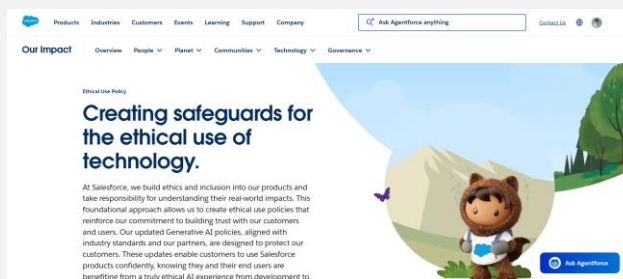 Products Industries Customers Events Learning Support Company Ask Agentforce anything Contact Us
Our Impact Overview People Planet Communities Technology Governance
Ethical Use Policy
Creating safeguards for
the ethical use of
technology.
At Salesforce, we build ethics and inclusion into our products and
take responsibility for understanding their real-world impacts. This
foundational approach allows us to create ethical use policies that
reinforce our commitment to building trust with our customers
and users. Our updated Generative AI policies, aligned with
industry standards and our partners, are designed to protect our
customers. These updates enable customers to use Salesforce
products confidently, knowing they and their end users are
benefiting from a truly ethical AI experience from development to
Ask Agentforce